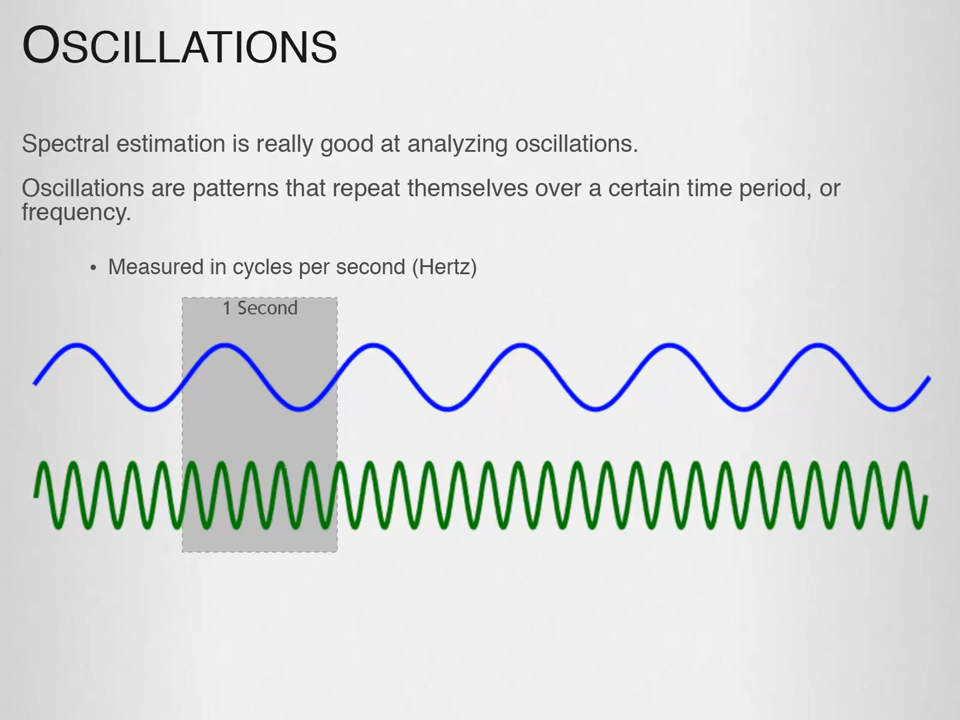 OSCILLATIONS
Spectral estimation is really good at analyzing oscillations.
Oscillations are patterns that repeat themselves over a certain time period, or
frequency.
• Measured in cycles per second (Hertz)
1 Second